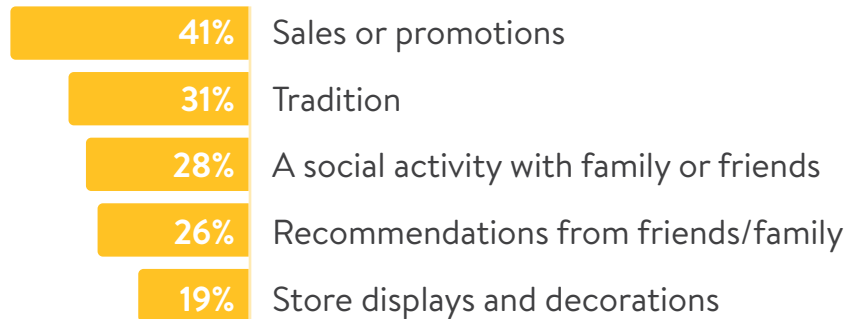 41% Sales or promotions
31% Tradition
28% A social activity with family or friends
26% Recommendations from friends/family
19% Store displays and decorations